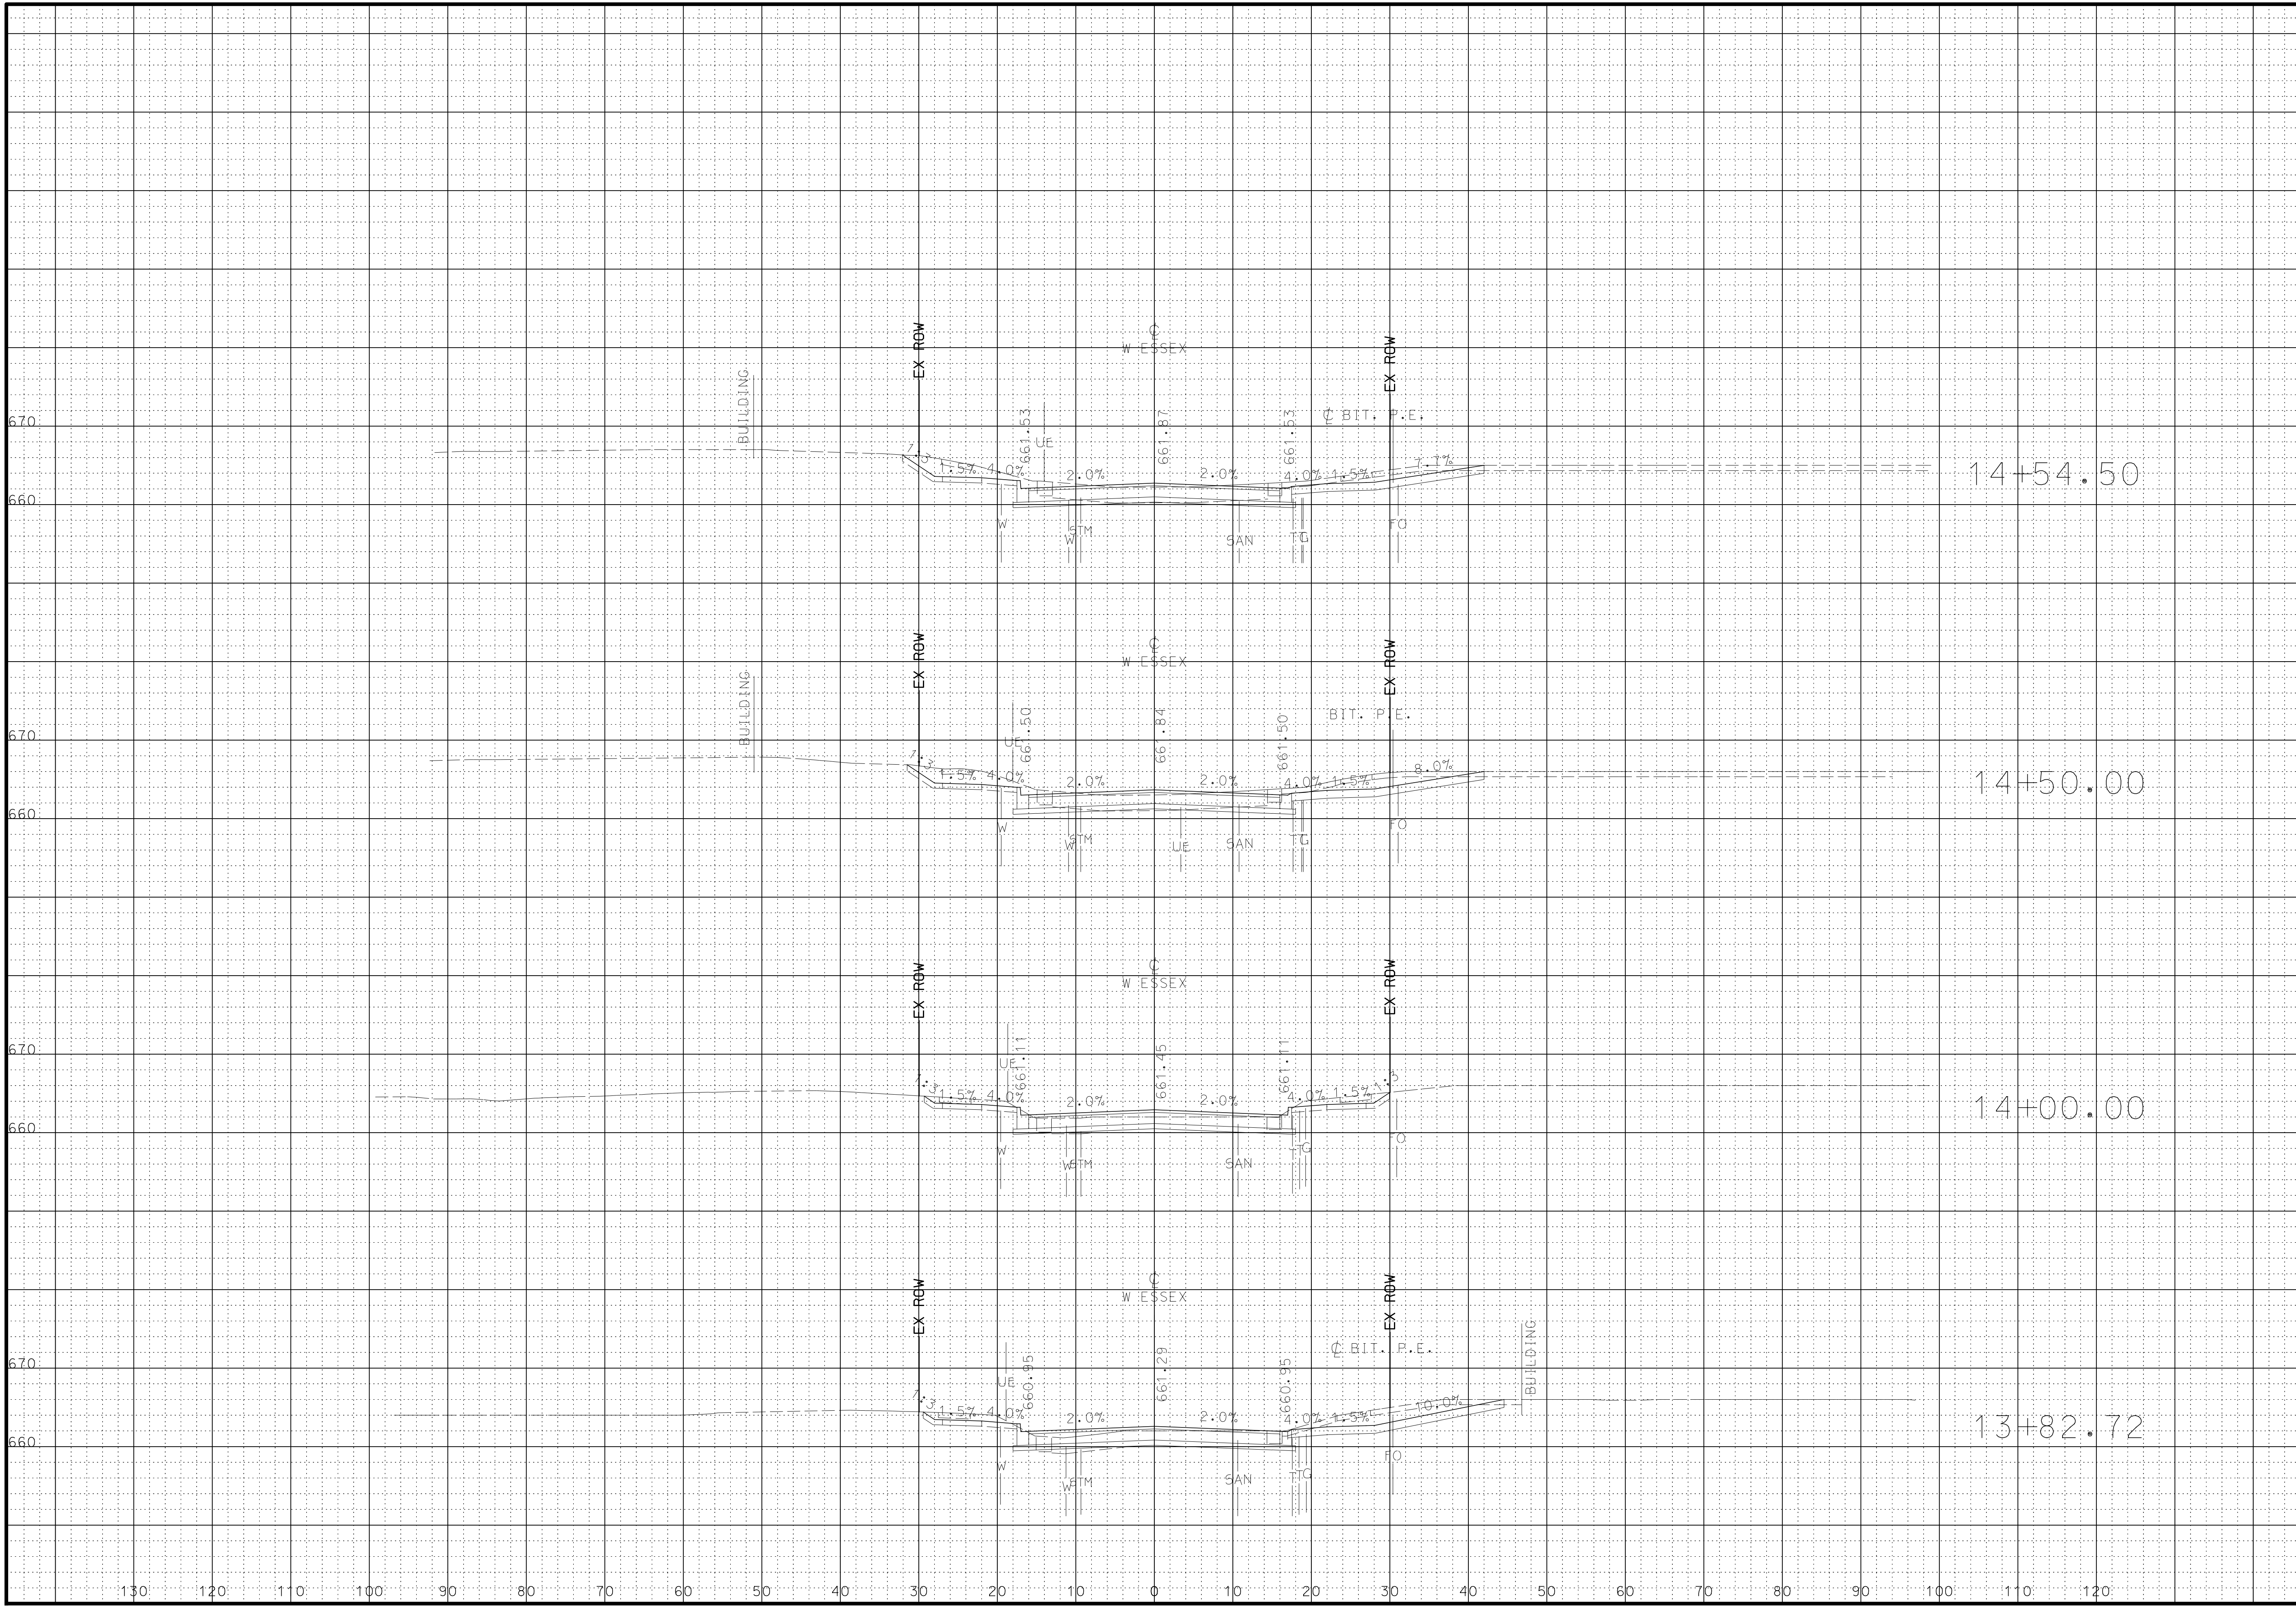 EX ROW
℄
W ESSEX
EX ROW
BUILDING
670
661.53
UE
661.87
661.53
℄ BIT. P.E.
1:3
1.5%
4.0%
2.0%
2.0%
4.0%
1.5%
7.7%
14+54.50
660
W
W
STM
SAN
T
T
G
FO
EX ROW
℄
W ESSEX
EX ROW
BUILDING
670
UE
661.50
661.84
661.50
BIT. P.E.
1:3
1.5%
4.0%
2.0%
2.0%
4.0%
1.5%
8.0%
14+50.00
660
W
W
STM
UE
SAN
T
T
G
FO
EX ROW
℄
W ESSEX
EX ROW
670
UE
661.11
661.45
661.11
1:3
1.5%
4.0%
2.0%
2.0%
4.0%
1.5%
1:3
14+00.00
660
W
W
STM
SAN
T
T
G
FO
EX ROW
℄
W ESSEX
EX ROW
670
UE
660.95
661.29
660.95
℄ BIT. P.E.
BUILDING
1:3
1.5%
4.0%
2.0%
2.0%
4.0%
1.5%
10.0%
13+82.72
660
W
W
STM
SAN
T
T
G
FO
130 120 110 100 90 80 70 60 50 40 30 20 10 0 10 20 30 40 50 60 70 80 90 100 110 120